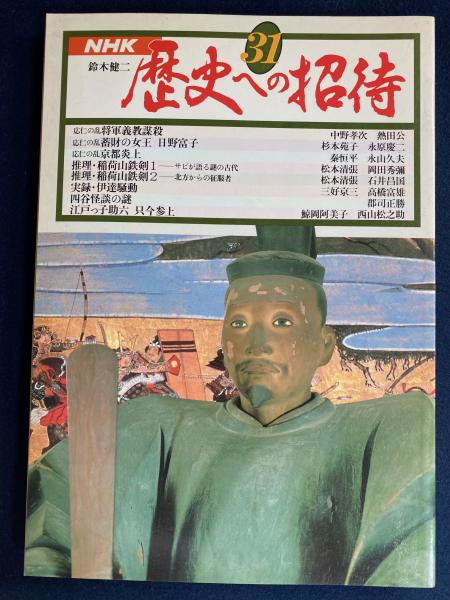 NHK
31
鈴木健二
歴史への招待
応仁の乱 将軍義教謀殺 中野孝次 熱田公
応仁の乱 蓄財の女王 日野富子 杉本苑子 永原慶二
応仁の乱 京都炎上 秦恒平 永山久夫
推理・稲荷山鉄剣1──サビが語る謎の古代 松本清張 岡田秀彌
推理・稲荷山鉄剣2──北方からの征服者 松本清張 石井昌国
実録・伊達騒動 三好京三 高橋富雄
四谷怪談の謎 郡司正勝
江戸っ子助六 只今参上 鯨岡阿美子 西山松之助